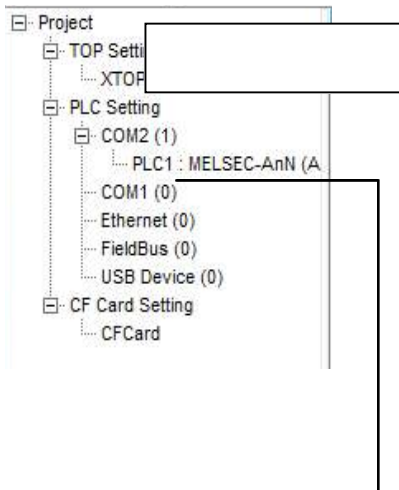 Project
TOP Setti
XTOP
PLC Setting
COM2 (1)
PLC1 : MELSEC-AnN (A
COM1 (0)
Ethernet (0)
FieldBus (0)
USB Device (0)
CF Card Setting
CFCard